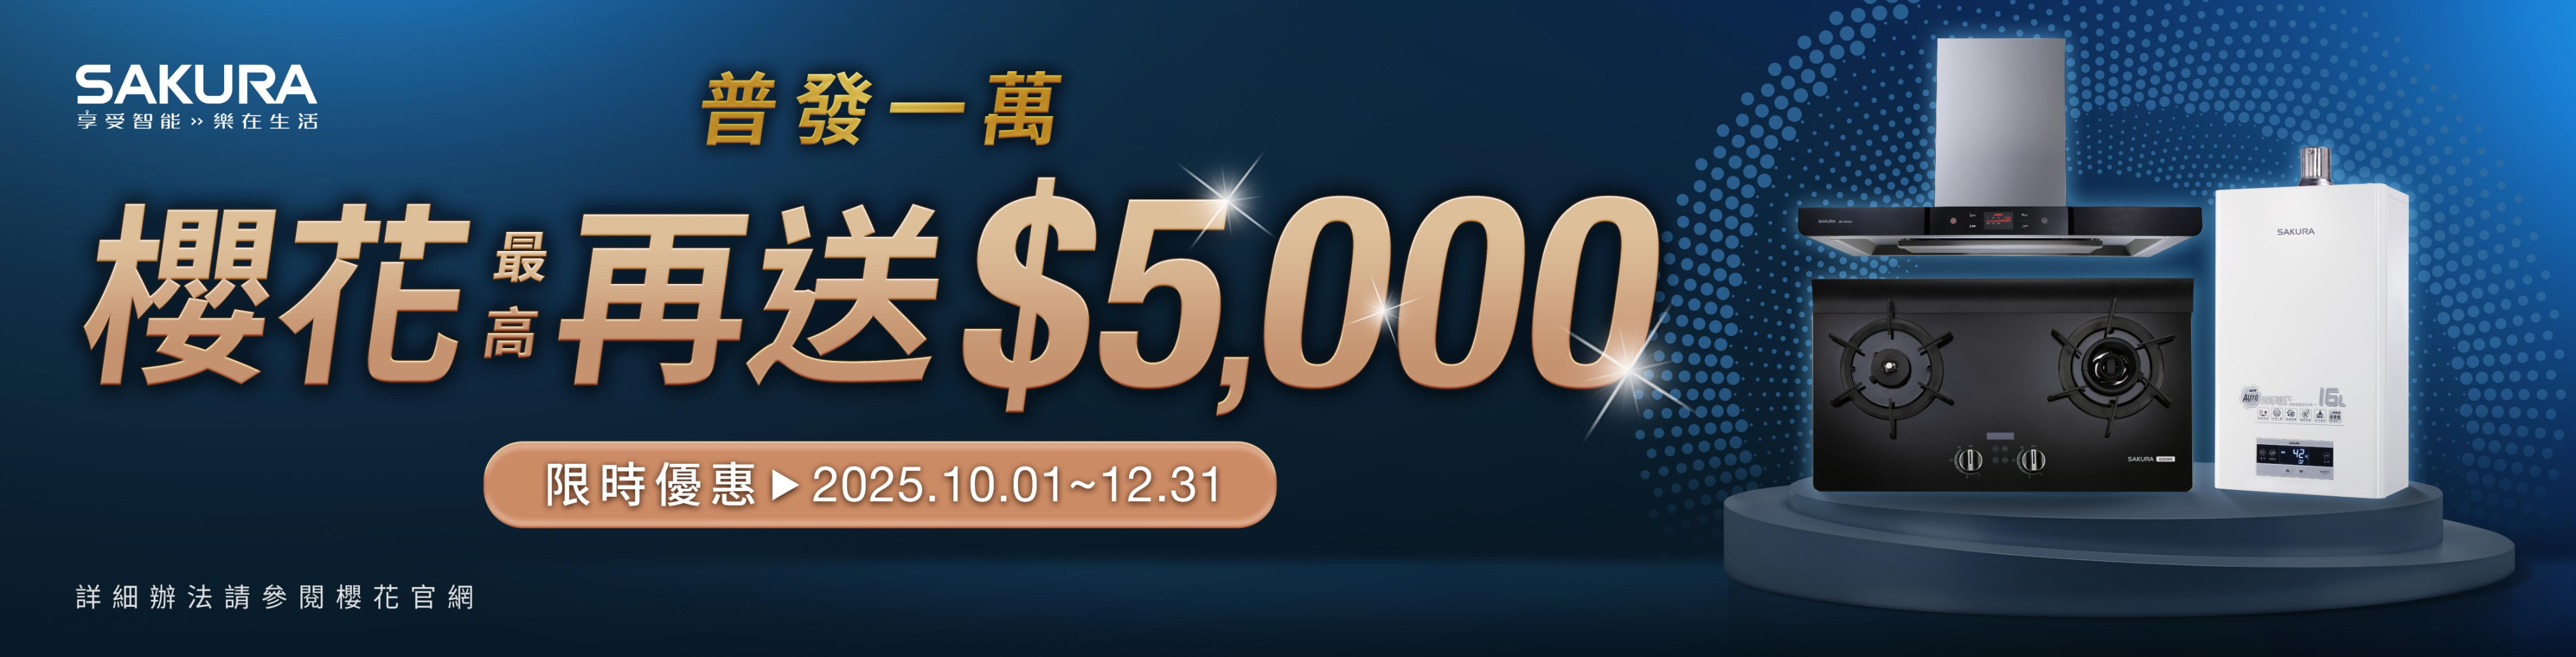 SAKURA
享受智能»樂在生活
普發一萬
櫻花最高再送$5,000
限時優惠▶2025.10.01~12.31
詳細辦法請參閱櫻花官網
SAKURA
SAKURA
AUTO
16L
42
SAKURA